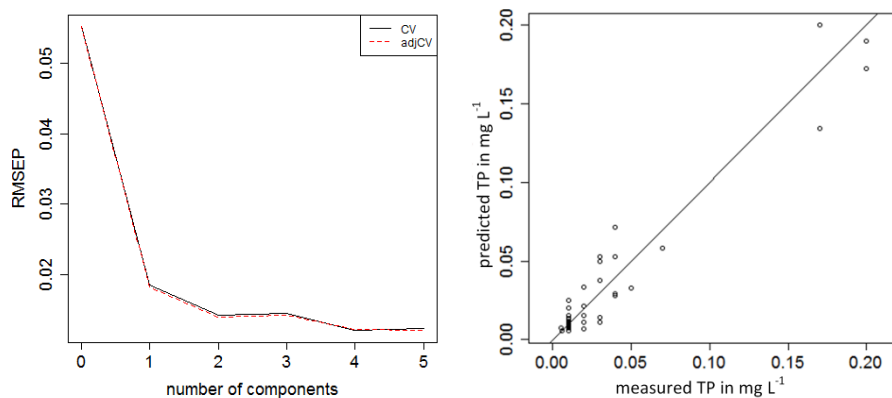 CV
adjCV
RMSEP
0.05
0.04
0.03
0.02
0 1 2 3 4 5
number of components
predicted TP in mg L⁻¹
0.20
0.15
0.10
0.05
0.00
0.00 0.05 0.10 0.15 0.20
measured TP in mg L⁻¹